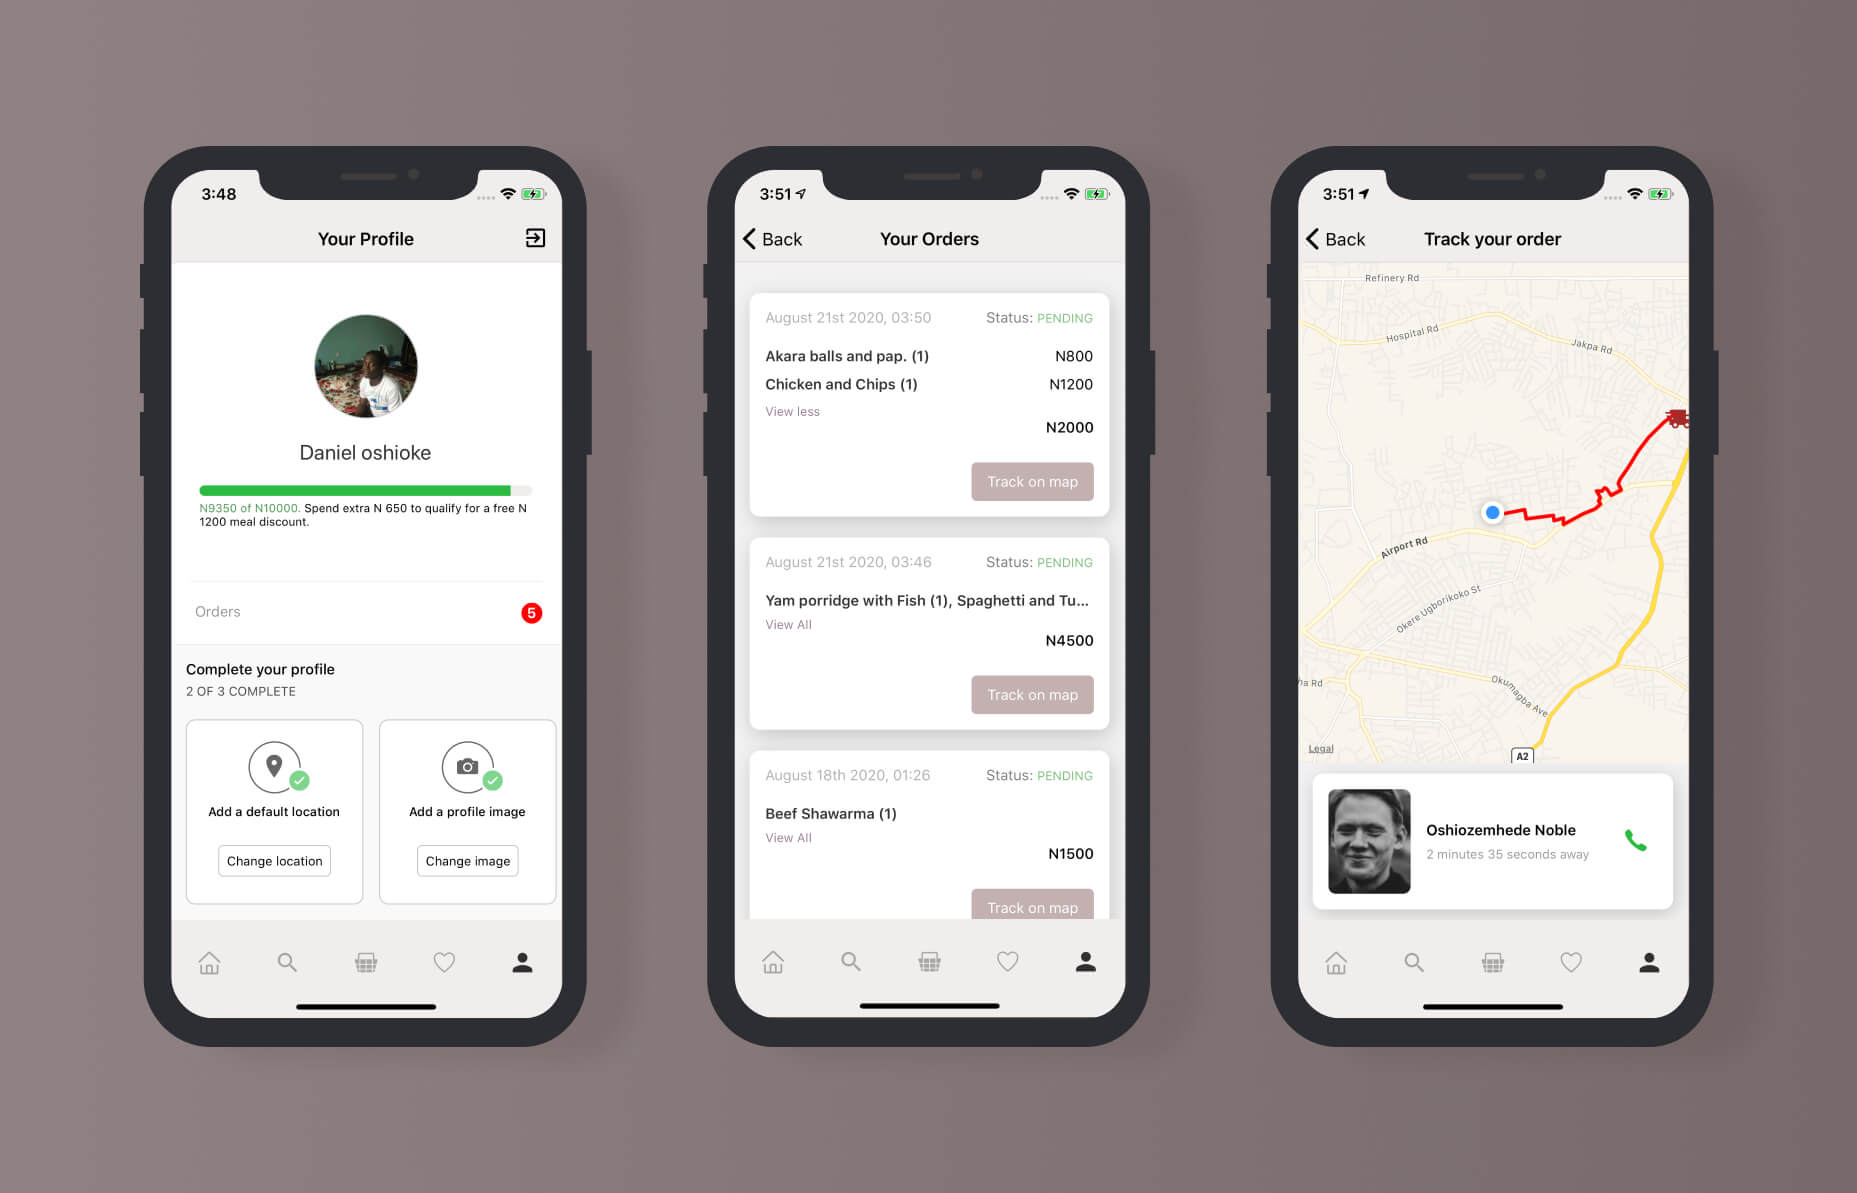 3:48
Your Profile
Daniel oshioke
N9350 of N10000. Spend extra N 650 to qualify for a free N
1200 meal discount.
Orders
5
Complete your profile
2 OF 3 COMPLETE
Add a default location
Add a profile image
Change location
Change image
3:51
Back
Your Orders
August 21st 2020, 03:50
Status: PENDING
Akara balls and pap. (1)
N800
Chicken and Chips (1)
N1200
View less
N2000
Track on map
August 21st 2020, 03:46
Status: PENDING
Yam porridge with Fish (1), Spaghetti and Tu...
View All
N4500
Track on map
August 18th 2020, 01:26
Status: PENDING
Beef Shawarma (1)
View All
N1500
Track on map
3:51
Back
Track your order
Refinery Rd
Hospital Rd
Jakpa Rd
Airport Rd
Okere Ugborikoko St
ha Rd
Okumagba Ave
Legal
A2
Oshiozemhede Noble
2 minutes 35 seconds away